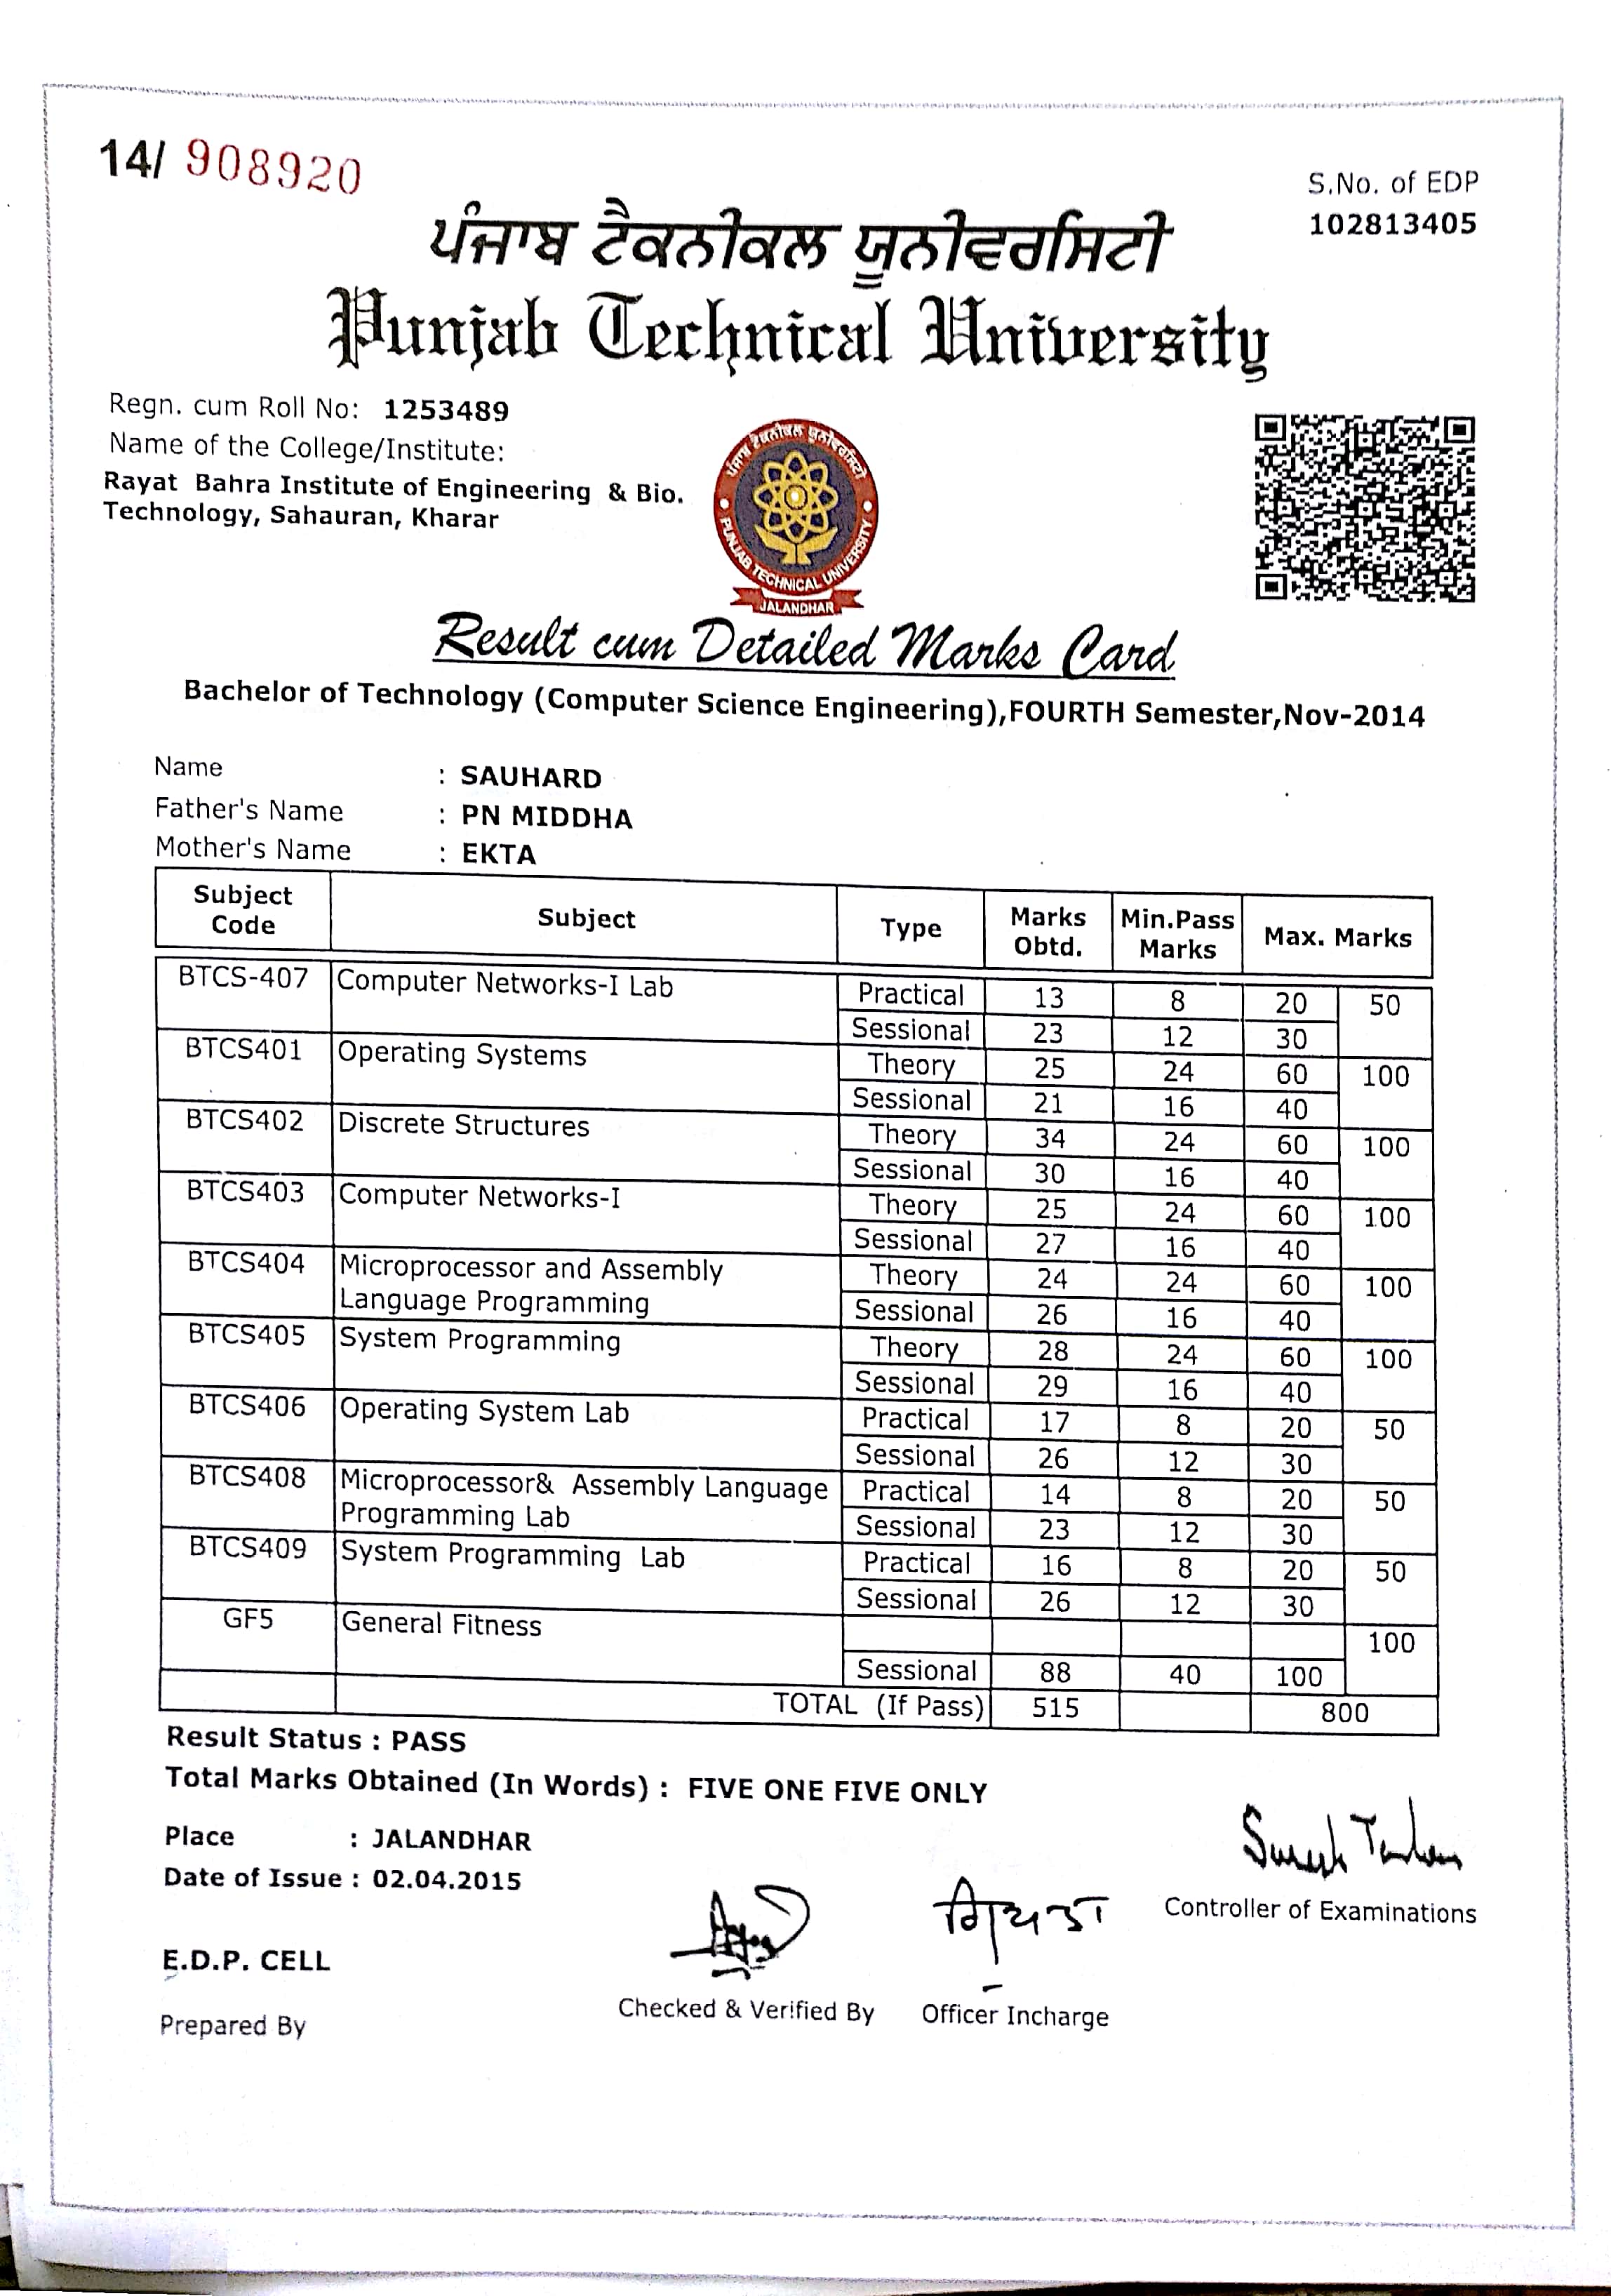 14/ 908920
S.No. of EDP
102813405
ਪੰਜਾਬ ਟੈਕਨੀਕਲ ਯੂਨੀਵਰਸਿਟੀ
Punjab Technical University
Regn. cum Roll No: 1253489
Name of the College/Institute:
Rayat Bahra Institute of Engineering & Bio.
Technology, Sahauran, Kharar
ਪੰਜਾਬ ਟੈਕਨੀਕਲ ਯੂਨੀਵਰਸਿਟੀ
PUNJAB TECHNICAL UNIVERSITY
JALANDHAR
Result cum Detailed Marks Card
Bachelor of Technology (Computer Science Engineering),FOURTH Semester,Nov-2014
Name : SAUHARD
Father's Name : PN MIDDHA
Mother's Name : EKTA
Subject Code Subject Type Marks Obtd. Min.Pass Marks Max. Marks
BTCS-407 Computer Networks-I Lab Practical 13 8 20 50
Sessional 23 12 30
BTCS401 Operating Systems Theory 25 24 60 100
Sessional 21 16 40
BTCS402 Discrete Structures Theory 34 24 60 100
Sessional 30 16 40
BTCS403 Computer Networks-I Theory 25 24 60 100
Sessional 27 16 40
BTCS404 Microprocessor and Assembly Theory 24 24 60 100
Language Programming Sessional 26 16 40
BTCS405 System Programming Theory 28 24 60 100
Sessional 29 16 40
BTCS406 Operating System Lab Practical 17 8 20 50
Sessional 26 12 30
BTCS408 Microprocessor& Assembly Language Practical 14 8 20 50
Programming Lab Sessional 23 12 30
BTCS409 System Programming Lab Practical 16 8 20 50
Sessional 26 12 30
GF5 General Fitness 100
Sessional 88 40 100
TOTAL (If Pass) 515 800
Result Status : PASS
Total Marks Obtained (In Words) : FIVE ONE FIVE ONLY
Place : JALANDHAR
Date of Issue : 02.04.2015
Controller of Examinations
E.D.P. CELL
Checked & Verified By Officer Incharge
Prepared By